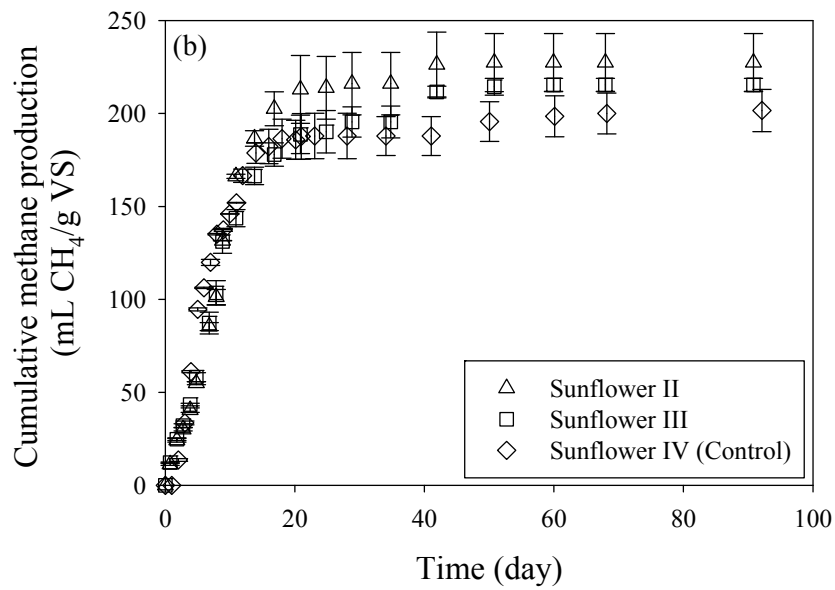 (b)
Cumulative methane production
(mL CH₄/g VS)
250
200
150
100
50
0
0
20
40
60
80
100
Time (day)
Sunflower II
Sunflower III
Sunflower IV (Control)